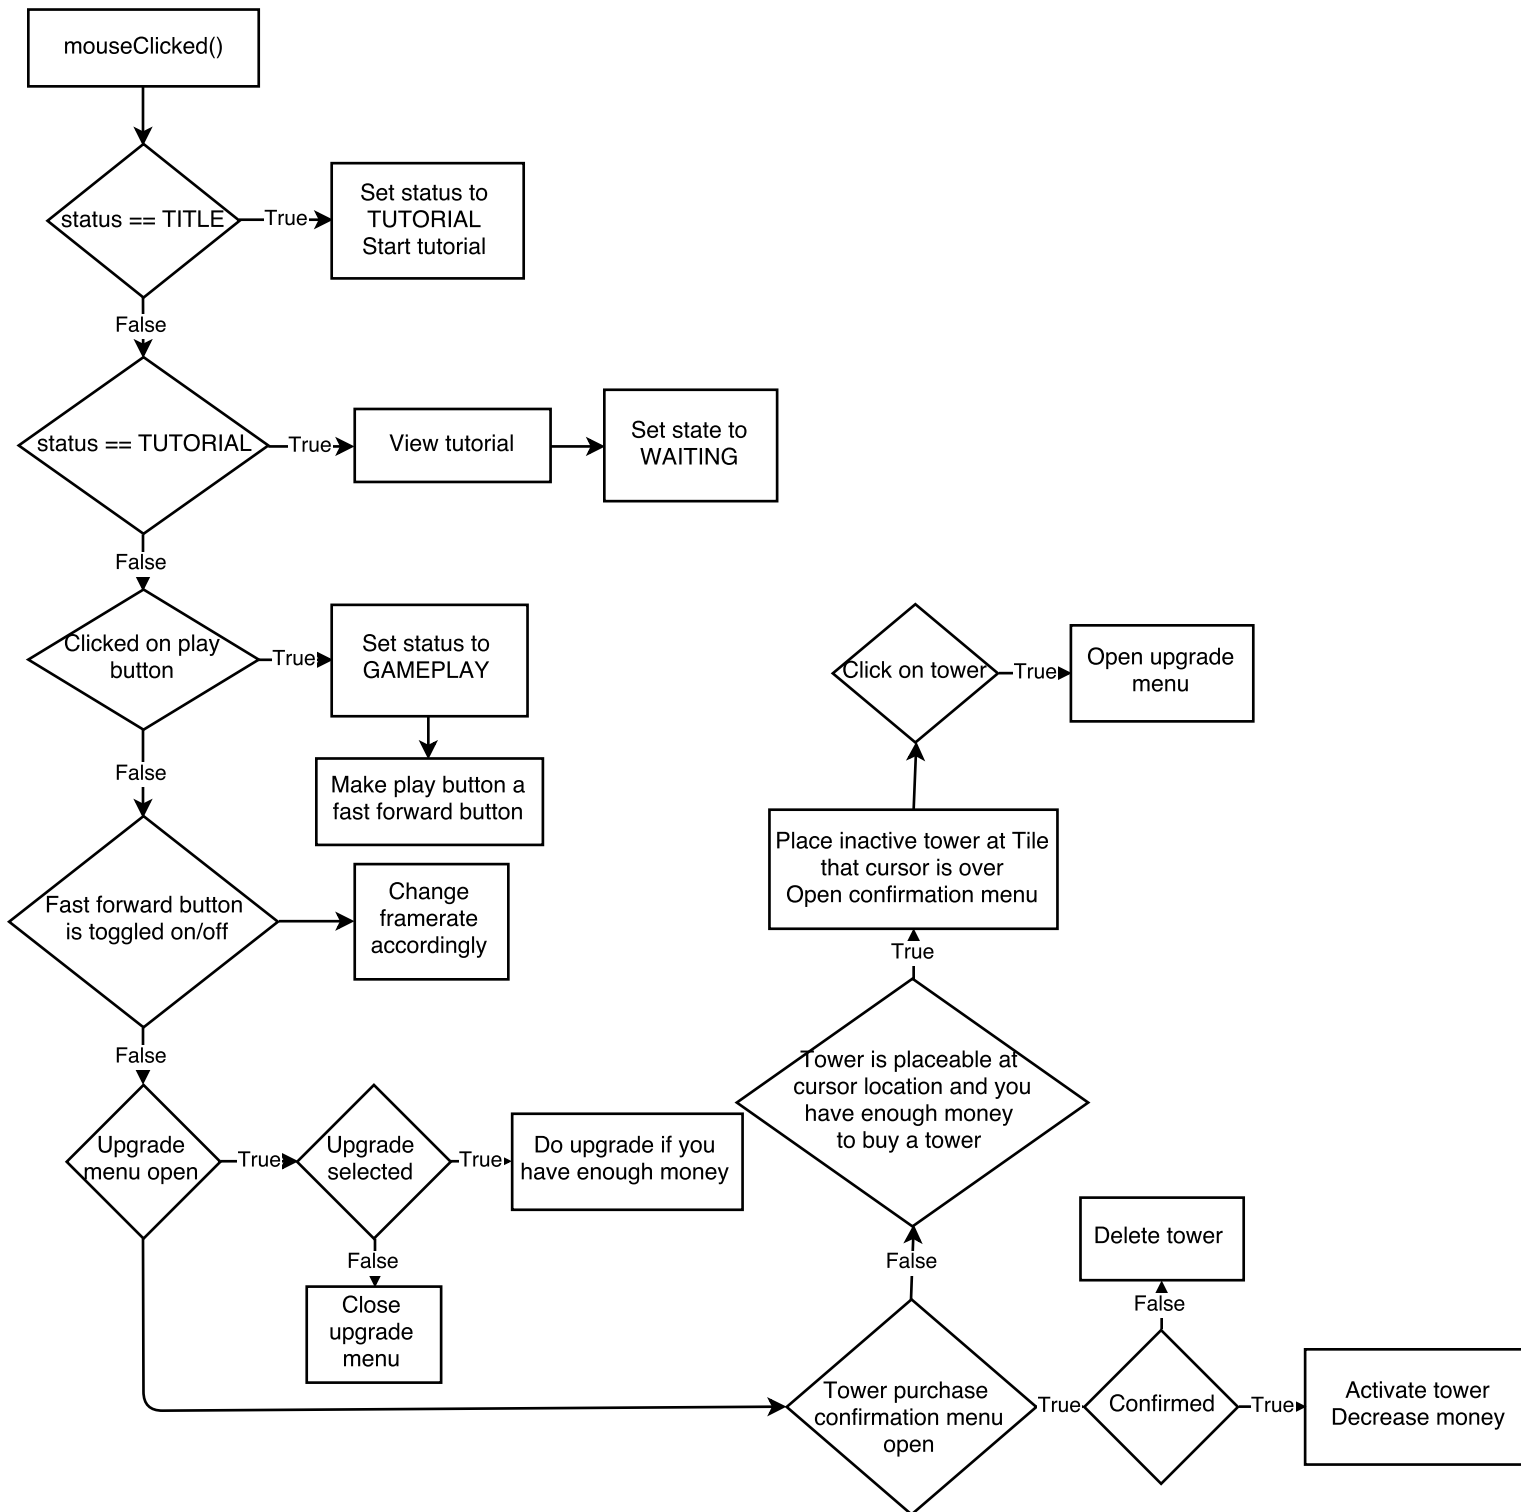 mouseClicked()
status == TITLE
True
Set status to
TUTORIAL
Start tutorial
False
status == TUTORIAL
True
View tutorial
Set state to
WAITING
False
Clicked on play
button
True
Set status to
GAMEPLAY
Make play button a
fast forward button
False
Fast forward button
is toggled on/off
Change
framerate
accordingly
False
Upgrade
menu open
True
Upgrade
selected
True
Do upgrade if you
have enough money
False
Close
upgrade
menu
Tower purchase
confirmation menu
open
True
Confirmed
True
Activate tower
Decrease money
False
Delete tower
False
Tower is placeable at
cursor location and you
have enough money
to buy a tower
True
Place inactive tower at Tile
that cursor is over
Open confirmation menu
Click on tower
True
Open upgrade
menu